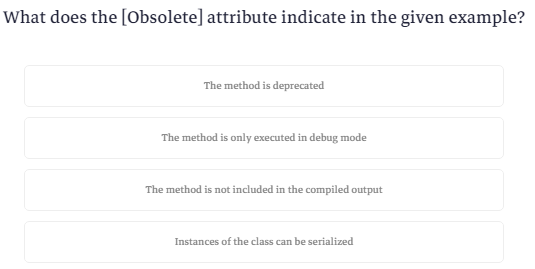 What does the [Obsolete] attribute indicate in the given example?
The method is deprecated
The method is only executed in debug mode
The method is not included in the compiled output
Instances of the class can be serialized